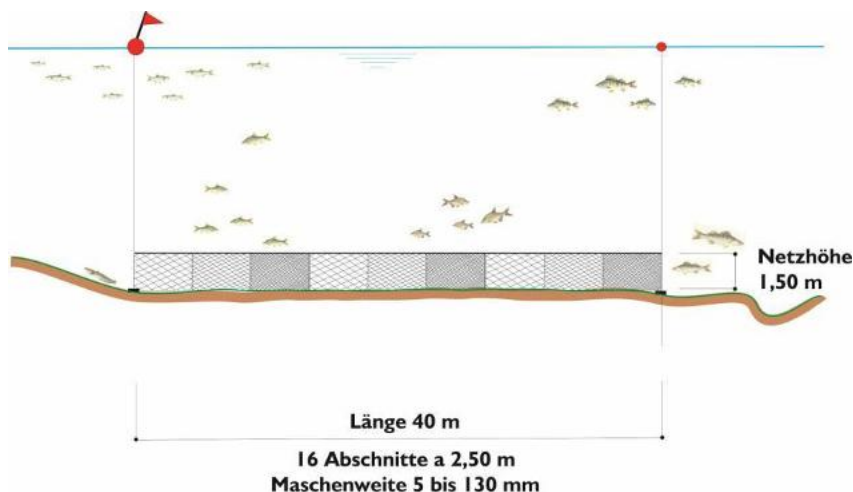 Netzhöhe
1,50 m
Länge 40 m
16 Abschnitte a 2,50 m
Maschenweite 5 bis 130 mm